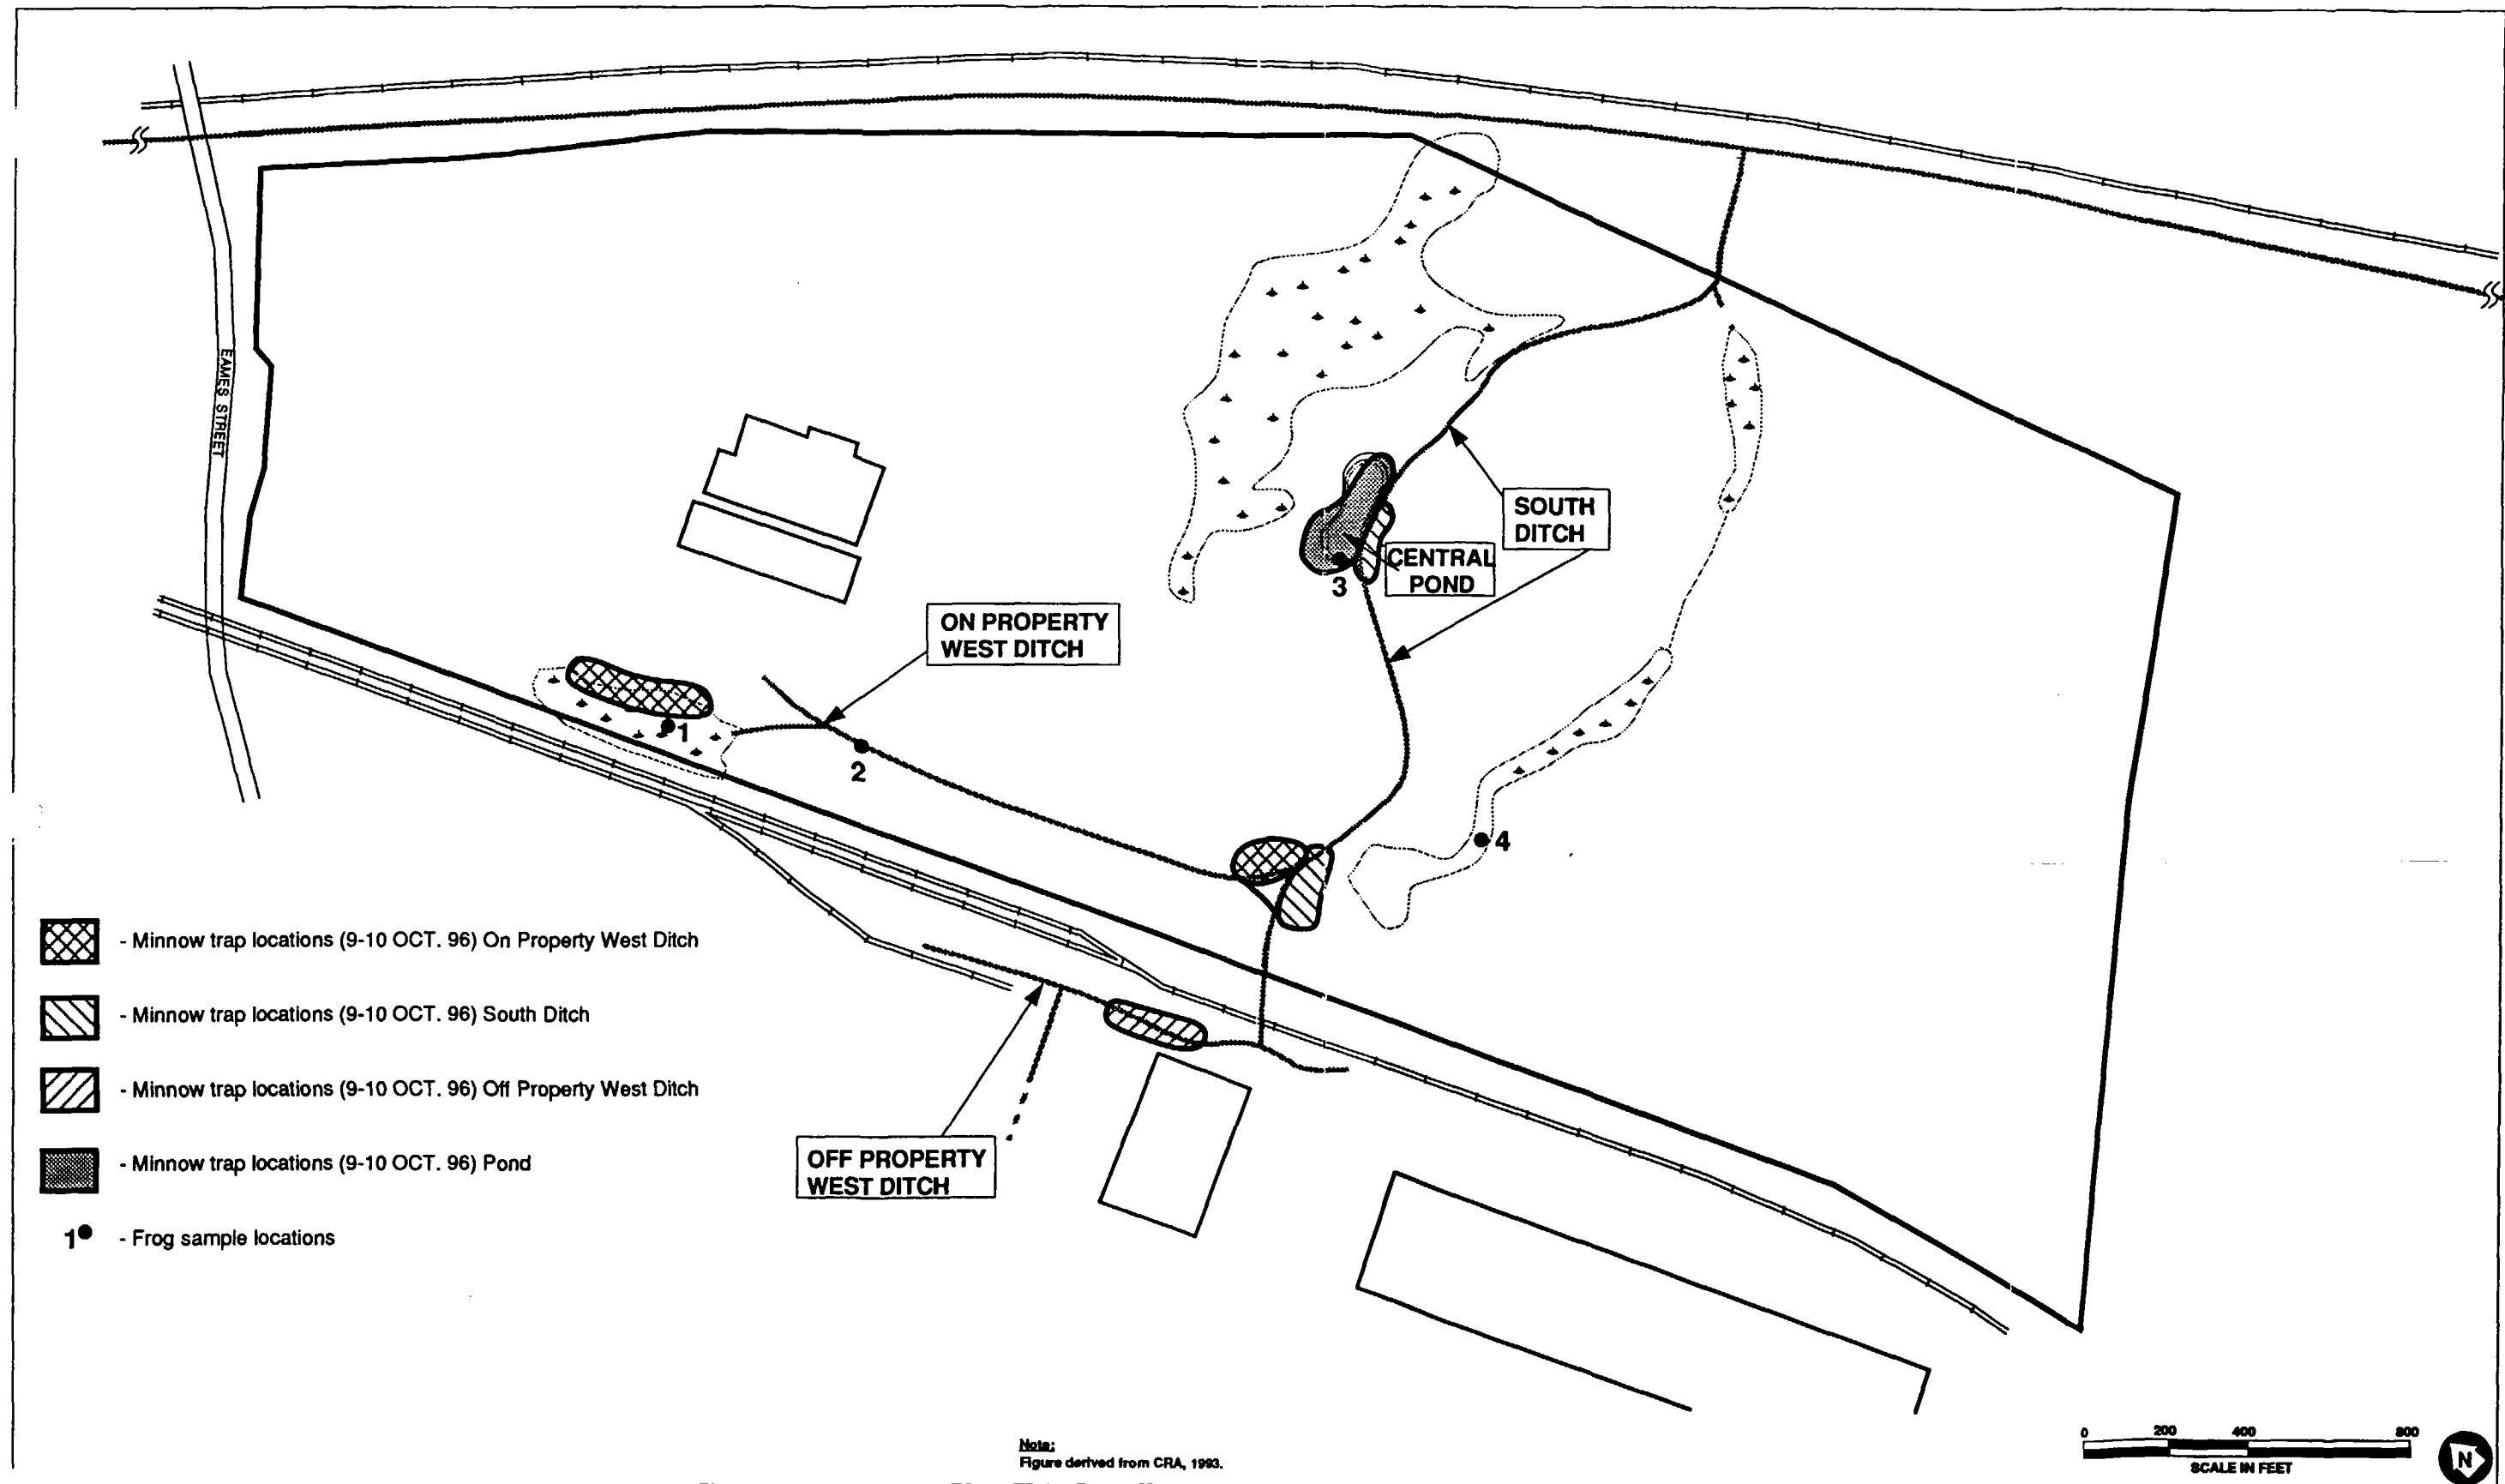 EAMES STREET
SOUTH
DITCH
CENTRAL
POND
3
ON PROPERTY
WEST DITCH
1
2
4
- Minnow trap locations (9-10 OCT. 96) On Property West Ditch
- Minnow trap locations (9-10 OCT. 96) South Ditch
- Minnow trap locations (9-10 OCT. 96) Off Property West Ditch
- Minnow trap locations (9-10 OCT. 96) Pond
1 - Frog sample locations
OFF PROPERTY
WEST DITCH
Note:
Figure derived from CRA, 1993.
0 200 400 800
SCALE IN FEET
N